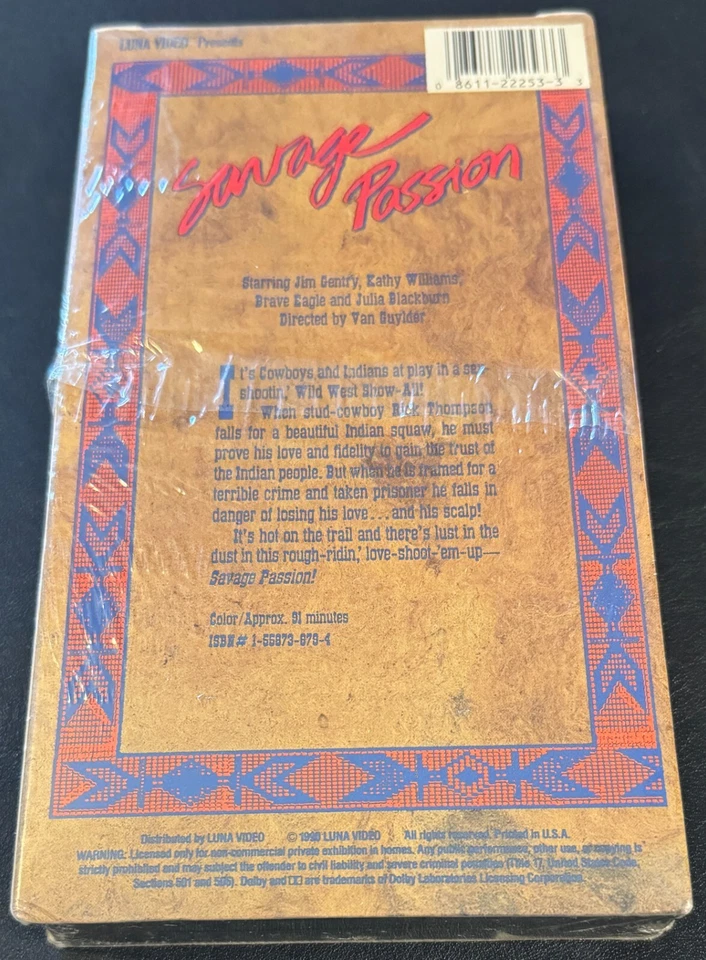 LUNA VIDEO Presents
0 8611-22253-3 3
Savage
Passion
Starring Jim Gentry, Kathy Williams,
Brave Eagle and Julia Blackburn
Directed by Van Guylder
It's Cowboys and Indians at play in a sex-
shootin,' Wild West Show-All!
When stud-cowboy Rick Thompson
falls for a beautiful Indian squaw, he must
prove his love and fidelity to gain the trust of
the Indian people. But when he is framed for a
terrible crime and taken prisoner he falls in
danger of losing his love...and his scalp!
It's hot on the trail and there's lust in the
dust in this rough-ridin,' love-shoot-'em-up—
Savage Passion!
Color/Approx. 91 minutes
ISBN# 1-55873-879-4
Distributed by LUNA VIDEO © 1990 LUNA VIDEO All rights reserved. Printed in U.S.A.
WARNING: Licensed only for non-commercial private exhibition in homes. Any public performance, other use, or copying is
strictly prohibited and may subject the offender to civil liability and severe criminal penalties (Title 17, United States Code,
Sections 501 and 506). Dolby and are trademarks of Dolby Laboratories Licensing Corporation.